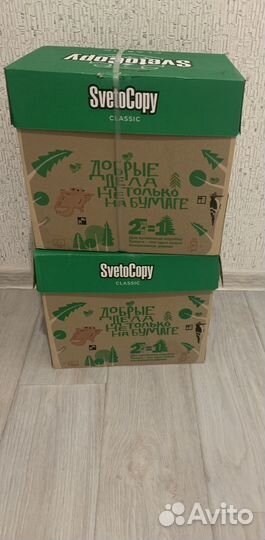 SvetoCopy
SvetoCopy
CLASSIC
ДОБРЫЕ
ДЕЛА
НЕ ТОЛЬКО
НА БУМАГЕ
2=1
SvetoCopy
CLASSIC
ДОБРЫЕ
ДЕЛА
НЕ ТОЛЬКО
НА БУМАГЕ
2=1
Avito